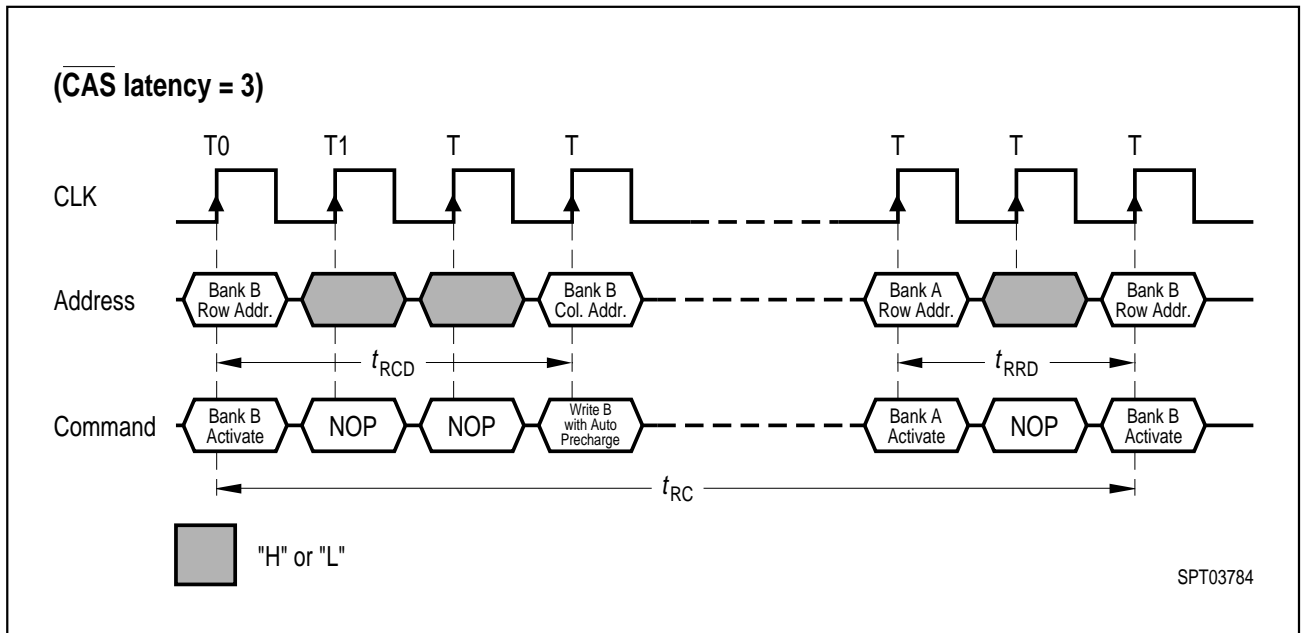 (CAS latency = 3)
T0 T1 T T T T T
CLK
Address
Bank B
Row Addr.
Bank B
Col. Addr.
Bank A
Row Addr.
Bank B
Row Addr.
tRCD
tRRD
Command
Bank B
Activate
NOP
NOP
Write B
with Auto
Precharge
Bank A
Activate
NOP
Bank B
Activate
tRC
"H" or "L"
SPT03784